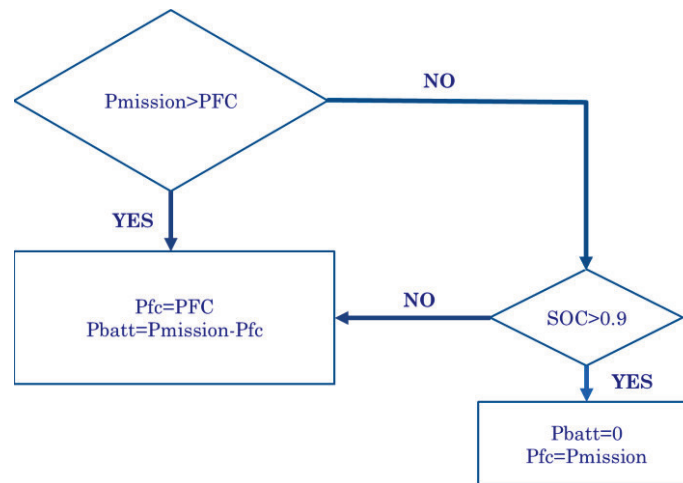 Pmission>PFC
NO
YES
Pfc=PFC
Pbatt=Pmission-Pfc
NO
SOC>0.9
YES
Pbatt=0
Pfc=Pmission